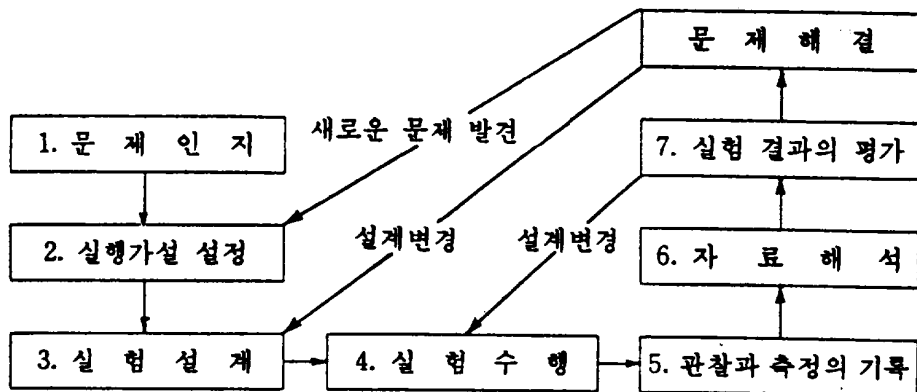 문 제 해 결
새로운 문제 발견
1. 문 제 인 지
7. 실험 결과의 평가
2. 실행가설 설정
설계변경
설계변경
6. 자 료 해 석
3. 실 험 설 계
4. 실 험 수 행
5. 관찰과 측정의 기록